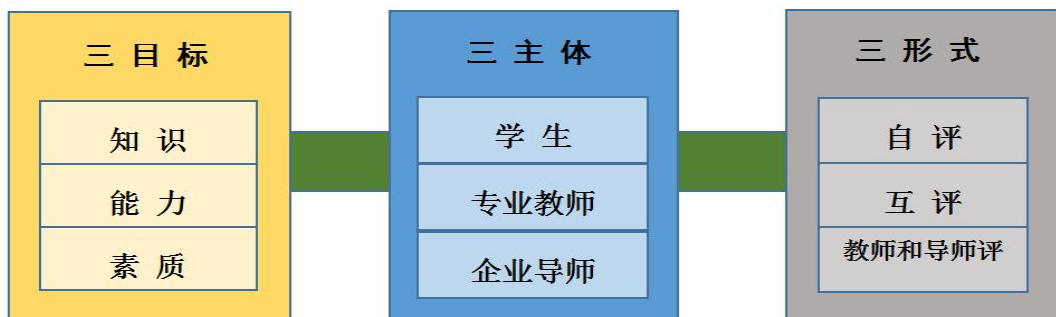 三 目 标
知 识
能 力
素 质
三 主 体
学 生
专业教师
企业导师
三 形 式
自 评
互 评
教师和导师评